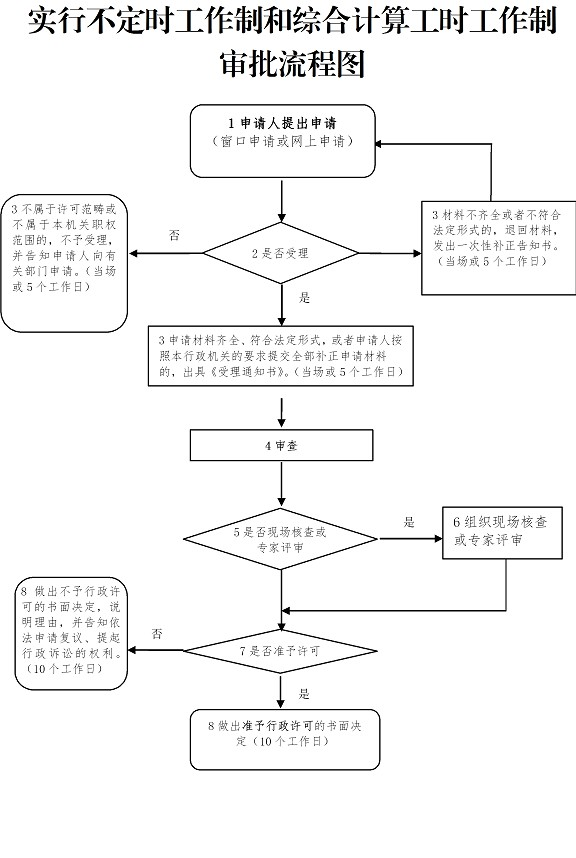 实行不定时工作制和综合计算工时工作制
审批流程图
1 申请人提出申请
（窗口申请或网上申请）
3 不属于许可范畴或
不属于本机关职权
范围的，不予受理，
并告知申请人向有
关部门申请。（当场
或 5 个工作日）
否
2 是否受理
3 材料不齐全或者不符合
法定形式的，退回材料，
发出一次性补正告知书。
（当场或 5 个工作日）
是
3 申请材料齐全、符合法定形式，或者申请人按
照本行政机关的要求提交全部补正申请材料
的，出具《受理通知书》。（当场或 5 个工作日）
4 审查
5 是否现场核查或
专家评审
是
6 组织现场核查
或专家评审
8 做出不予行政许
可的书面决定，说
明理由，并告知依
法申请复议、提起
行政诉讼的权利。
（10 个工作日）
否
7 是否准予许可
是
8 做出准予行政许可的书面决
定（10 个工作日）